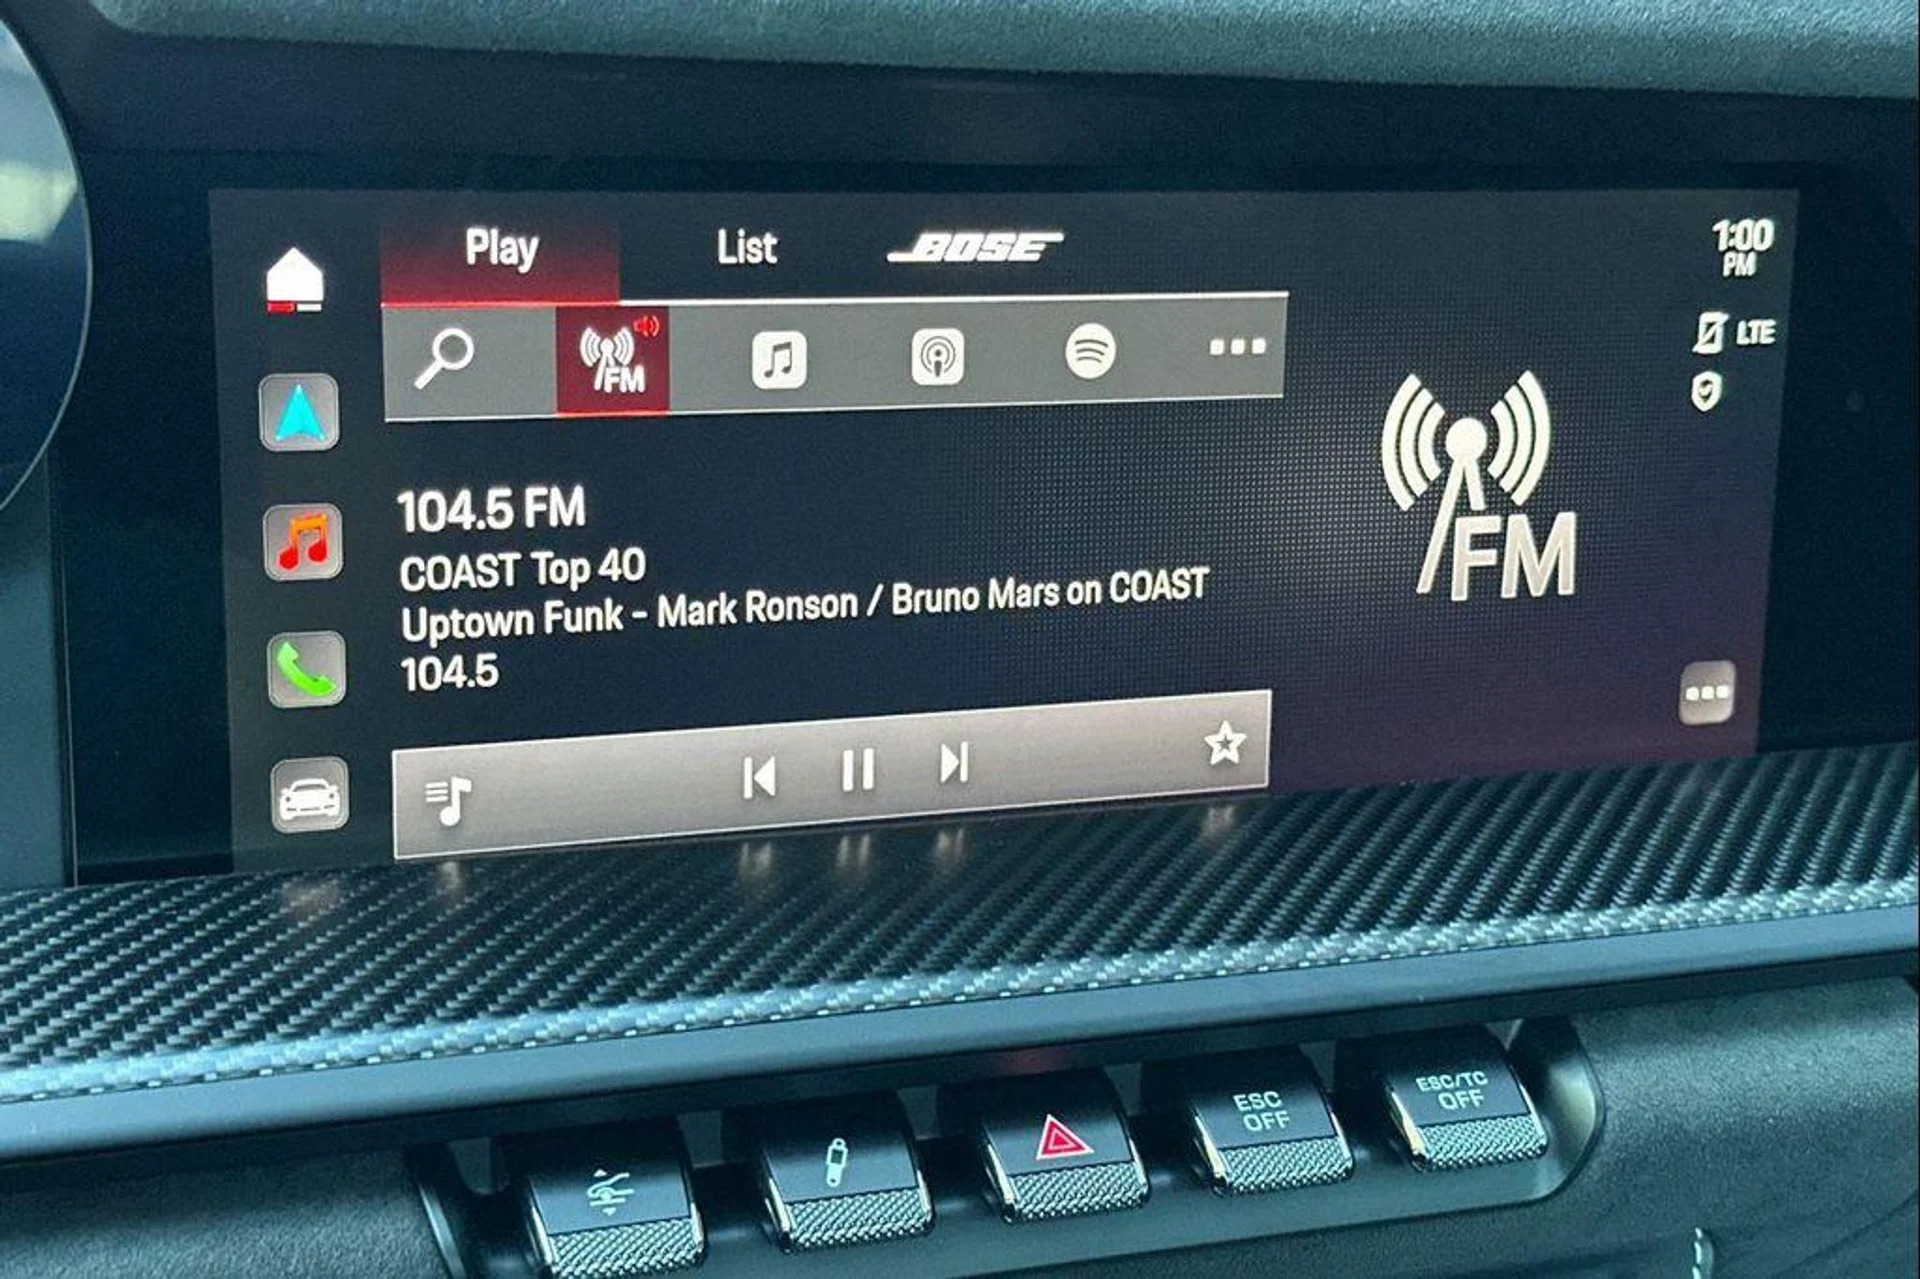 Play List BOSE
1:00
PM
FM
LTE
104.5 FM
COAST Top 40
Uptown Funk - Mark Ronson / Bruno Mars on COAST
104.5
FM
ESC
OFF
ESC/TC
OFF